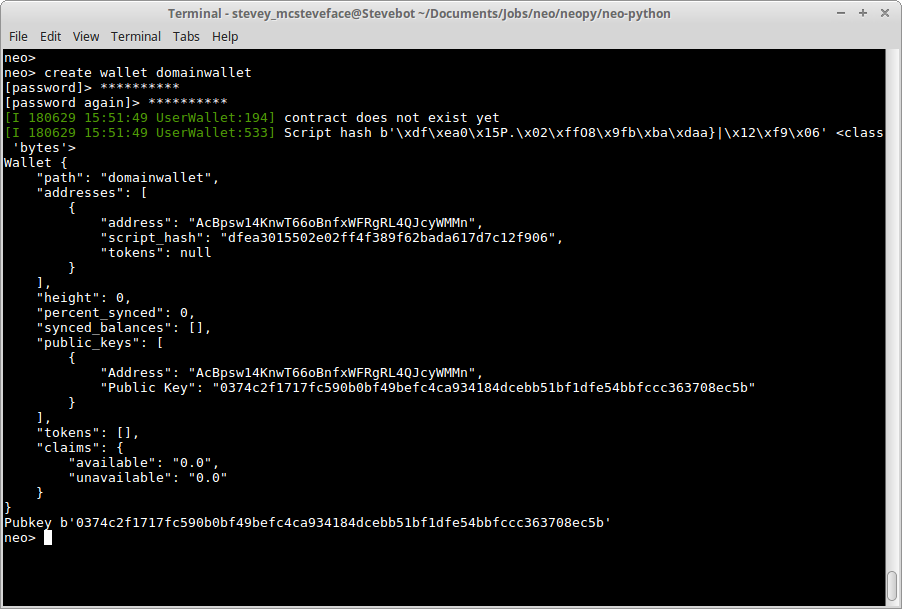 Terminal - stevey_mcsteveface@Stevebot ~/Documents/Jobs/neo/neopy/neo-python
File Edit View Terminal Tabs Help
neo>
neo> create wallet domainwallet
[password]> **********
[password again]> **********
[I 180629 15:51:49 UserWallet:194] contract does not exist yet
[I 180629 15:51:49 UserWallet:533] Script hash b'\xdf\xea0\x15P.\x02\xffO8\x9fb\xba\xdaa}|\x12\xf9\x06' <class
 'bytes'>
Wallet {
    "path": "domainwallet",
    "addresses": [
        {
            "address": "AcBpsw14KnwT66oBnfxWFRgRL4QJcyWMMn",
            "script_hash": "dfea3015502e02ff4f389f62bada617d7c12f906",
            "tokens": null
        }
    ],
    "height": 0,
    "percent_synced": 0,
    "synced_balances": [],
    "public_keys": [
        {
            "Address": "AcBpsw14KnwT66oBnfxWFRgRL4QJcyWMMn",
            "Public Key": "0374c2f1717fc590b0bf49befc4ca934184dcebb51bf1dfe54bbfccc363708ec5b"
        }
    ],
    "tokens": [],
    "claims": {
        "available": "0.0",
        "unavailable": "0.0"
    }
}
Pubkey b'0374c2f1717fc590b0bf49befc4ca934184dcebb51bf1dfe54bbfccc363708ec5b'
neo>